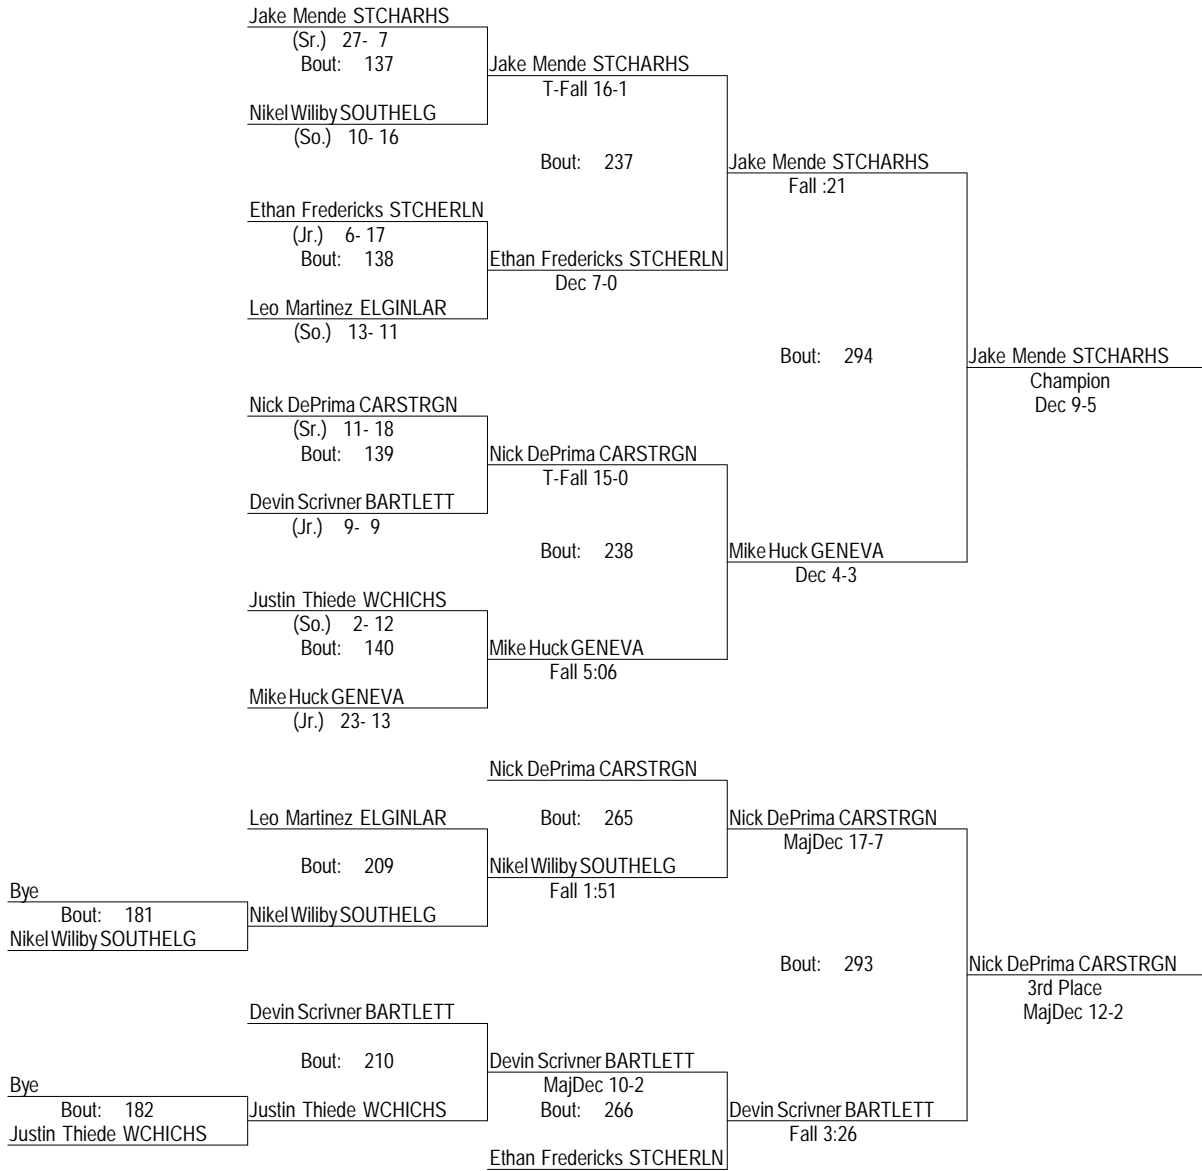 Jake Mende STCHARHS
(Sr.) 27- 7
Bout: 137
Jake Mende STCHARHS
T-Fall 16-1
Nikel Wiliby SOUTHELG
(So.) 10- 16
Bout: 237
Jake Mende STCHARHS
Fall :21
Ethan Fredericks STCHERLN
(Jr.) 6- 17
Bout: 138
Ethan Fredericks STCHERLN
Dec 7-0
Leo Martinez ELGINLAR
(So.) 13- 11
Bout: 294
Jake Mende STCHARHS
Champion
Dec 9-5
Nick DePrima CARSTRGN
(Sr.) 11- 18
Bout: 139
Nick DePrima CARSTRGN
T-Fall 15-0
Devin Scrivner BARTLETT
(Jr.) 9- 9
Bout: 238
Mike Huck GENEVA
Dec 4-3
Justin Thiede WCHICHS
(So.) 2- 12
Bout: 140
Mike Huck GENEVA
Fall 5:06
Mike Huck GENEVA
(Jr.) 23- 13
Nick DePrima CARSTRGN
Leo Martinez ELGINLAR
Bout: 265
Nick DePrima CARSTRGN
MajDec 17-7
Bout: 209
Nikel Wiliby SOUTHELG
Fall 1:51
Bye
Bout: 181
Nikel Wiliby SOUTHELG
Nikel Wiliby SOUTHELG
Bout: 293
Nick DePrima CARSTRGN
3rd Place
MajDec 12-2
Devin Scrivner BARTLETT
Bout: 210
Devin Scrivner BARTLETT
MajDec 10-2
Bye
Bout: 182
Justin Thiede WCHICHS
Justin Thiede WCHICHS
Bout: 266
Devin Scrivner BARTLETT
Fall 3:26
Ethan Fredericks STCHERLN